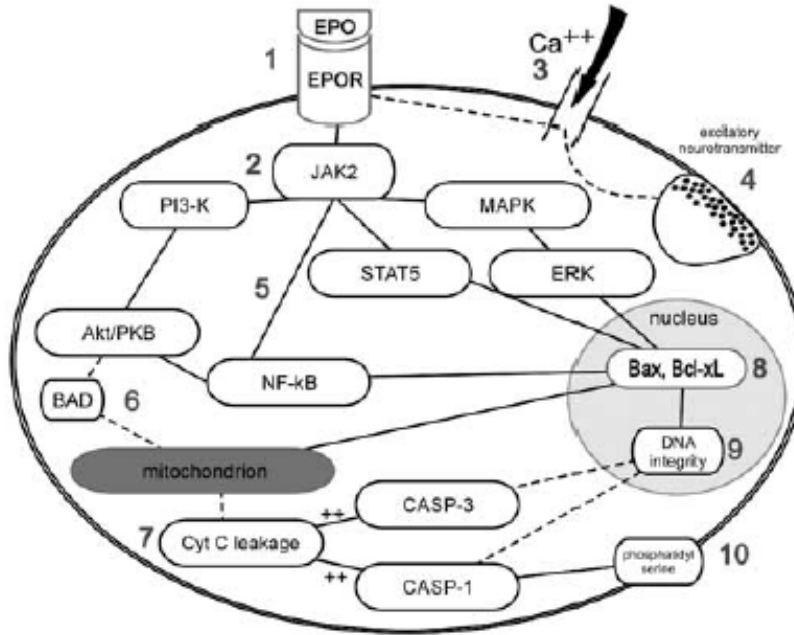 EPO
Ca++
1
EPOR
3
excitatory
neurotransmitter
2
JAK2
4
PI3-K
MAPK
5
STAT5
ERK
nucleus
Akt/PKB
NF-kB
Bax, Bcl-xL
8
BAD
6
DNA
integrity
9
mitochondrion
++
CASP-3
7
Cyt C leakage
phosphatidyl
serine
10
++
CASP-1